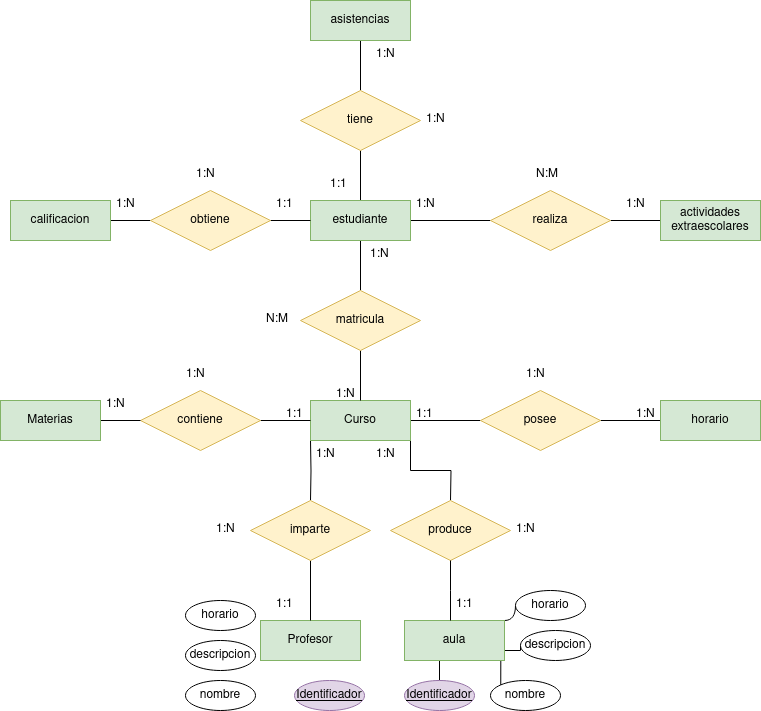 asistencias
1:N
tiene
1:N
1:1
1:N
N:M
calificacion
1:N
obtiene
1:1
estudiante
1:N
realiza
1:N
actividades
extraescolares
1:N
N:M
matricula
1:N
1:N
1:N
Materias
1:N
contiene
1:1
Curso
1:1
posee
1:N
horario
1:N
1:N
1:N
imparte
produce
1:N
1:1
1:1
horario
horario
descripcion
Profesor
aula
descripcion
nombre
Identificador
Identificador
nombre